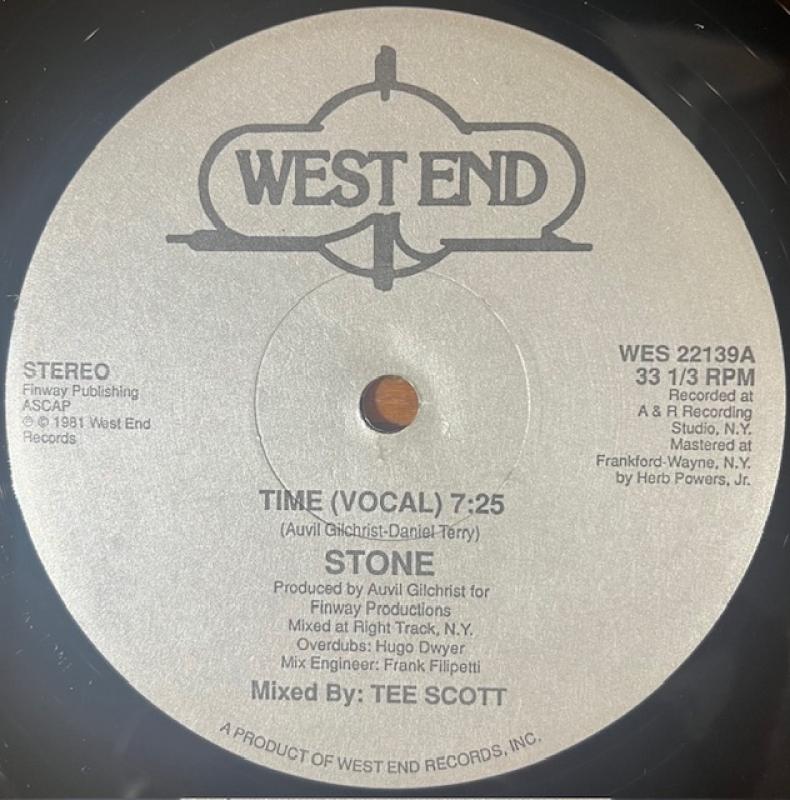 WEST END
STEREO
Finway Publishing
ASCAP
℗ © 1981 West End
Records
WES 22139A
33 1/3 RPM
Recorded at
A & R Recording
Studio, N.Y.
Mastered at
Frankford-Wayne, N.Y.
by Herb Powers, Jr.
TIME (VOCAL) 7:25
(Auvil Gilchrist-Daniel Terry)
STONE
Produced by Auvil Gilchrist for
Finway Productions
Mixed at Right Track, N.Y.
Overdubs: Hugo Dwyer
Mix Engineer: Frank Filipetti
Mixed By: TEE SCOTT
A PRODUCT OF WEST END RECORDS, INC.